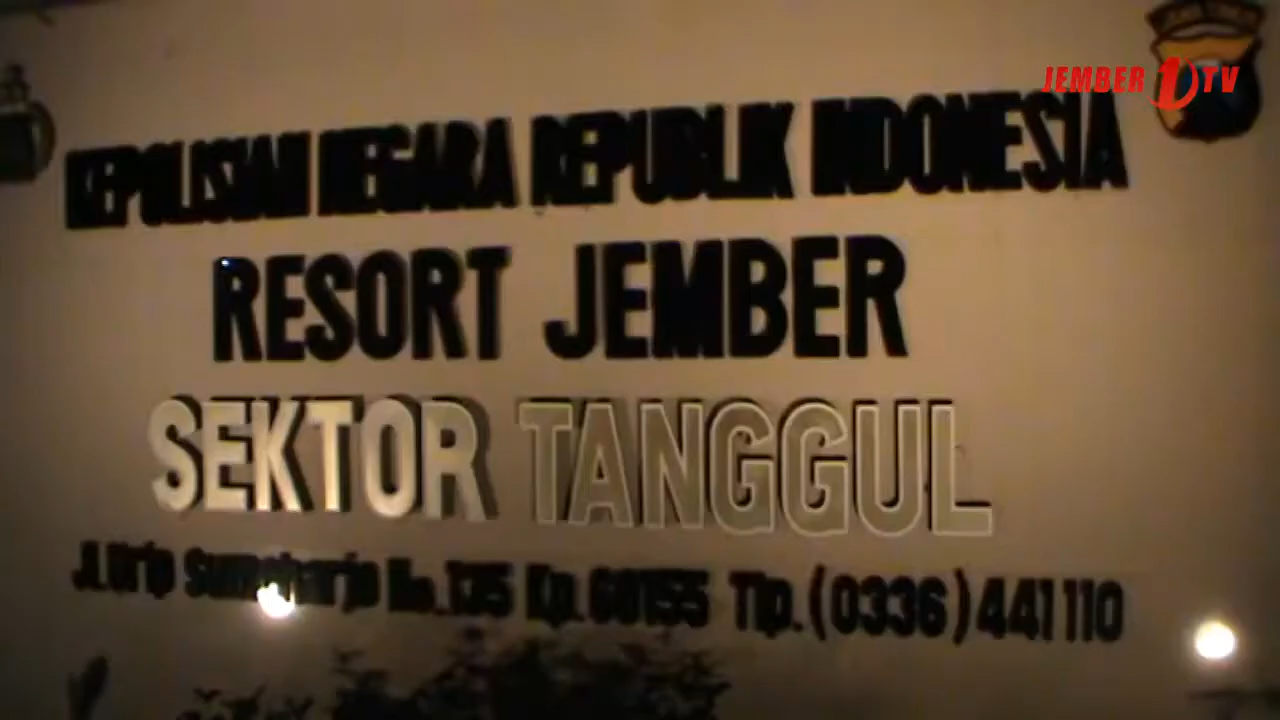 JEMBER 1 TV
KEPOLISIAN NEGARA REPUBLIK INDONESIA
RESORT JEMBER
SEKTOR TANGGUL
Jl. Urip Sumoharjo No. 135 Kp. 68155 Tlp. (0336) 441 110